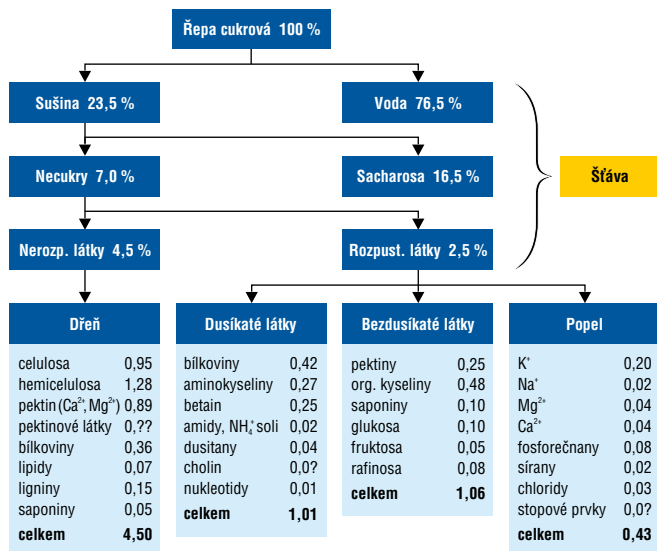 Řepa cukrová 100 %
Sušina 23,5 %
Voda 76,5 %
Necukry 7,0 %
Sacharosa 16,5 %
Šťáva
Nerozp. látky 4,5 %
Rozpust. látky 2,5 %
Dřeň
celulosa 0,95
hemicelulosa 1,28
pektin (Ca²⁺, Mg²⁺) 0,89
pektinové látky 0,??
bílkoviny 0,36
lipidy 0,07
ligniny 0,15
saponiny 0,05
celkem 4,50
Dusíkaté látky
bílkoviny 0,42
aminokyseliny 0,27
betain 0,25
amidy, NH₄⁺ soli 0,02
dusitany 0,04
cholin 0,0?
nukleotidy 0,01
celkem 1,01
Bezdusíkaté látky
pektiny 0,25
org. kyseliny 0,48
saponiny 0,10
glukosa 0,10
fruktosa 0,05
rafinosa 0,08
celkem 1,06
Popel
K⁺ 0,20
Na⁺ 0,02
Mg²⁺ 0,04
Ca²⁺ 0,04
fosforečnany 0,08
sírany 0,02
chloridy 0,03
stopové prvky 0,0?
celkem 0,43